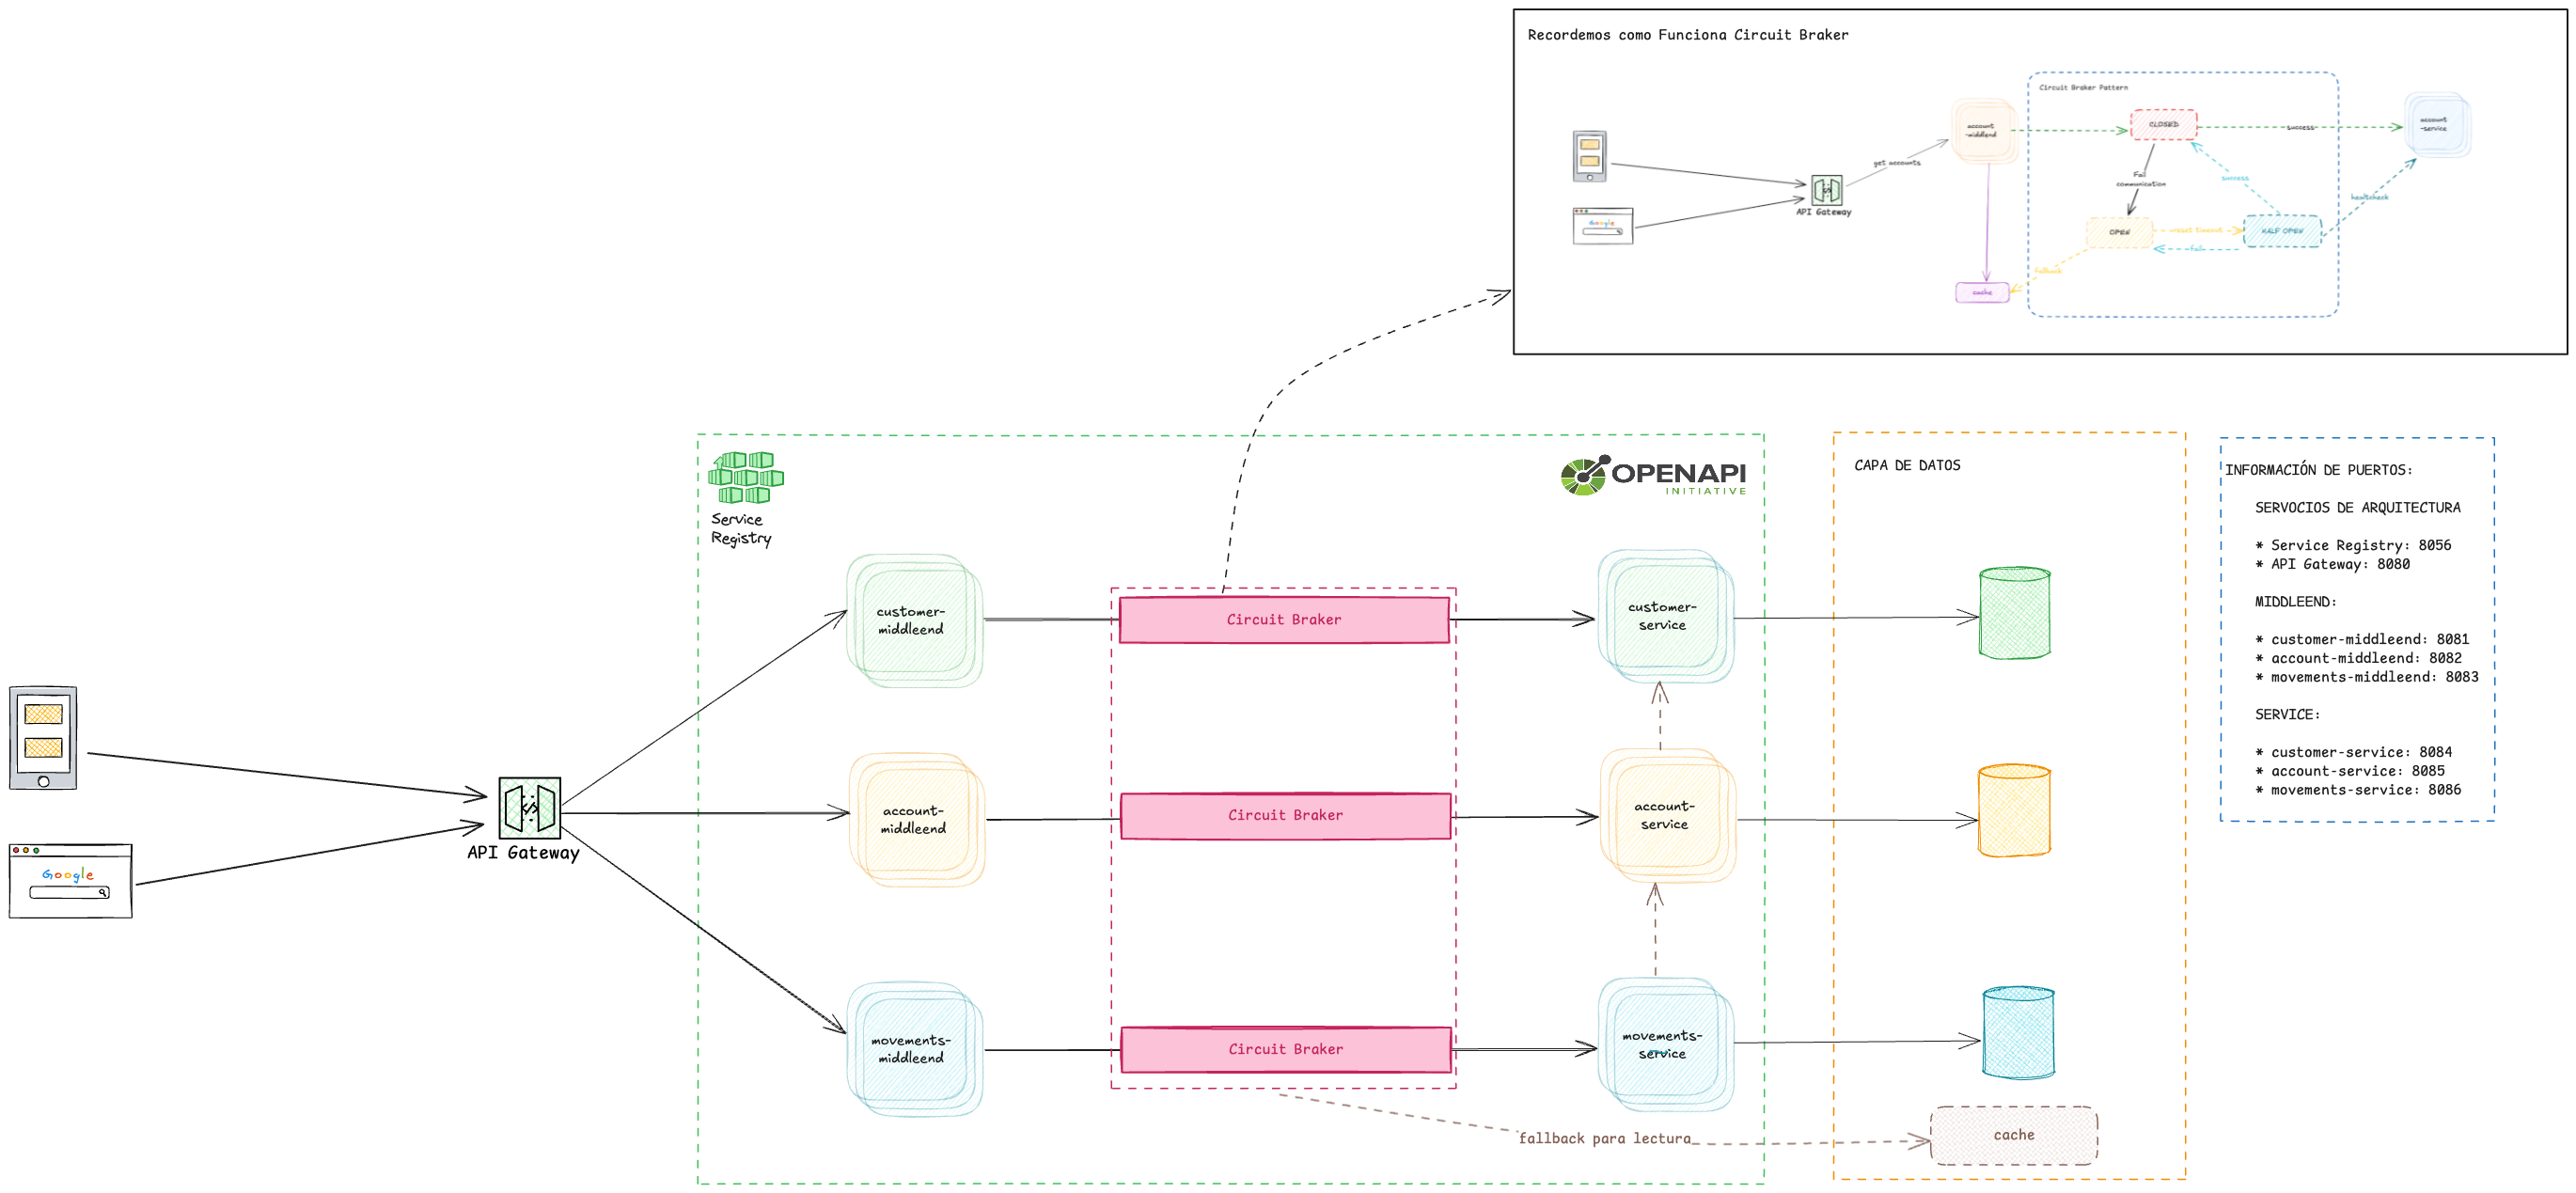 Recordemos como Funciona Circuit Braker
Circuit Braker Pattern
account
-middlend
CLOSED
success
account
-service
get accounts
Fail
communication
success
healtcheck
API Gateway
OPEN
reset timeout
HALF OPEN
fail
fallback
cache
Service
Registry
OPENAPI
INITIATIVE
customer-
middleend
Circuit Braker
customer-
service
account-
middleend
Circuit Braker
account-
service
movements-
middleend
Circuit Braker
movements-
service
Google
API Gateway
Google
fallback para lectura
CAPA DE DATOS
cache
INFORMACIÓN DE PUERTOS:
SERVOCIOS DE ARQUITECTURA
* Service Registry: 8056
* API Gateway: 8080
MIDDLEEND:
* customer-middleend: 8081
* account-middleend: 8082
* movements-middleend: 8083
SERVICE:
* customer-service: 8084
* account-service: 8085
* movements-service: 8086